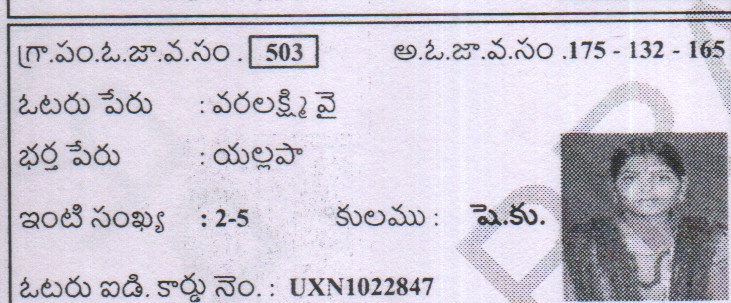 గ్రా.పం.ఓ.జా.వ.సం . 503 అ.ఓ.జా.వ.సం .175 - 132 - 165
ఓటరు పేరు : వరలక్ష్మి వై
భర్త పేరు : యల్లపా
ఇంటి సంఖ్య : 2-5 కులము : షె.కు.
ఓటరు ఐడి. కార్డు నెం. : UXN1022847